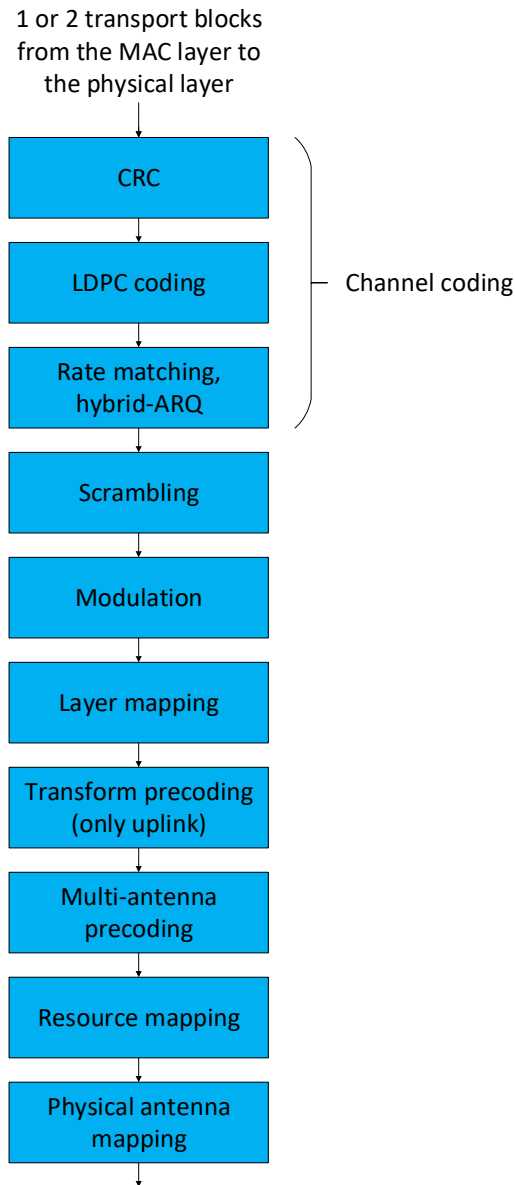 1 or 2 transport blocks
from the MAC layer to
the physical layer
CRC
LDPC coding
Channel coding
Rate matching,
hybrid-ARQ
Scrambling
Modulation
Layer mapping
Transform precoding
(only uplink)
Multi-antenna
precoding
Resource mapping
Physical antenna
mapping